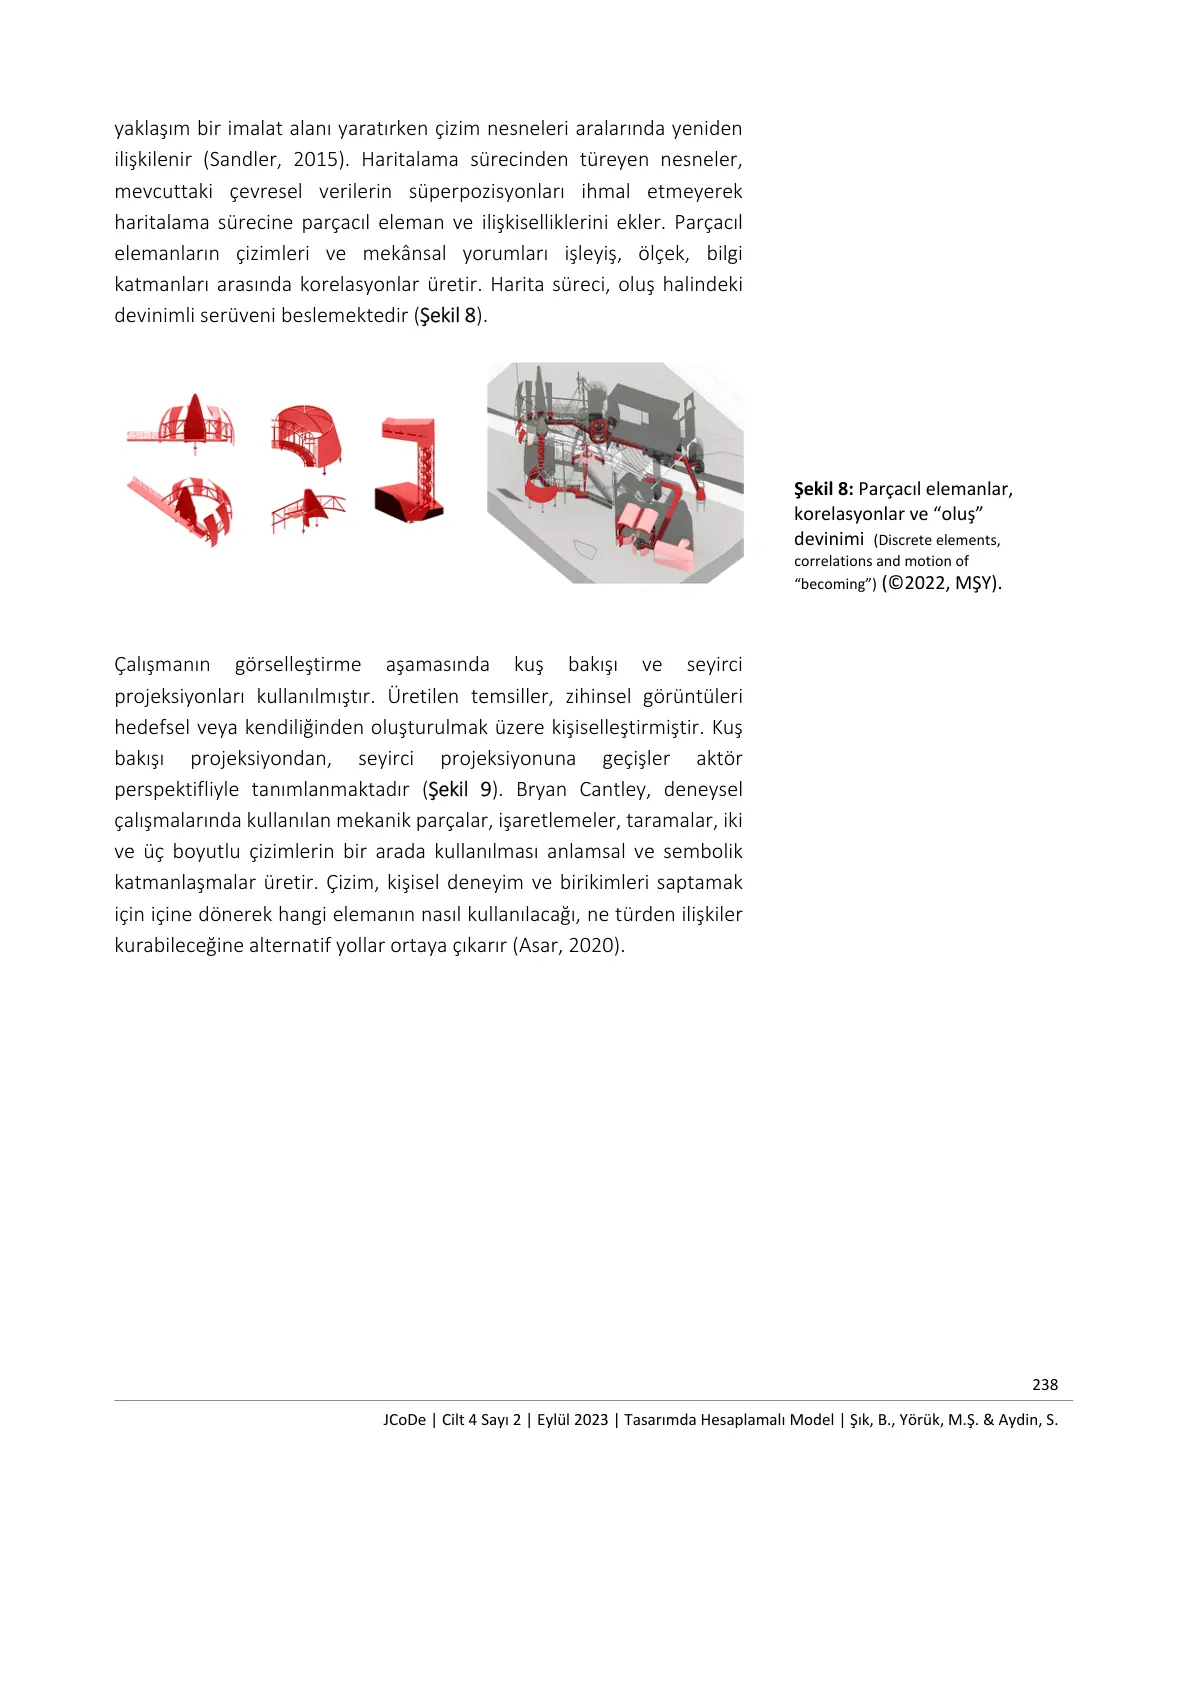 yaklaşım bir imalat alanı yaratırken çizim nesneleri aralarında yeniden
ilişkilenir (Sandler, 2015). Haritalama sürecinden türeyen nesneler,
mevcuttaki çevresel verilerin süperpozisyonları ihmal etmeyerek
haritalama sürecine parçacıl eleman ve ilişkiselliklerini ekler. Parçacıl
elemanların çizimleri ve mekânsal yorumları işleyiş, ölçek, bilgi
katmanları arasında korelasyonlar üretir. Harita süreci, oluş halindeki
devinimli serüveni beslemektedir (Şekil 8).
Şekil 8: Parçacıl elemanlar,
korelasyonlar ve “oluş”
devinimi (Discrete elements,
correlations and motion of
“becoming”) (©2022, MŞY).
Çalışmanın görselleştirme aşamasında kuş bakışı ve seyirci
projeksiyonları kullanılmıştır. Üretilen temsiller, zihinsel görüntüleri
hedefsel veya kendiliğinden oluşturulmak üzere kişiselleştirmiştir. Kuş
bakışı projeksiyondan, seyirci projeksiyonuna geçişler aktör
perspektifliyle tanımlanmaktadır (Şekil 9). Bryan Cantley, deneysel
çalışmalarında kullanılan mekanik parçalar, işaretlemeler, taramalar, iki
ve üç boyutlu çizimlerin bir arada kullanılması anlamsal ve sembolik
katmanlaşmalar üretir. Çizim, kişisel deneyim ve birikimleri saptamak
için içine dönerek hangi elemanın nasıl kullanılacağı, ne türden ilişkiler
kurabileceğine alternatif yollar ortaya çıkarır (Asar, 2020).
238
JCoDe | Cilt 4 Sayı 2 | Eylül 2023 | Tasarımda Hesaplamalı Model | Şık, B., Yörük, M.Ş. & Aydin, S.